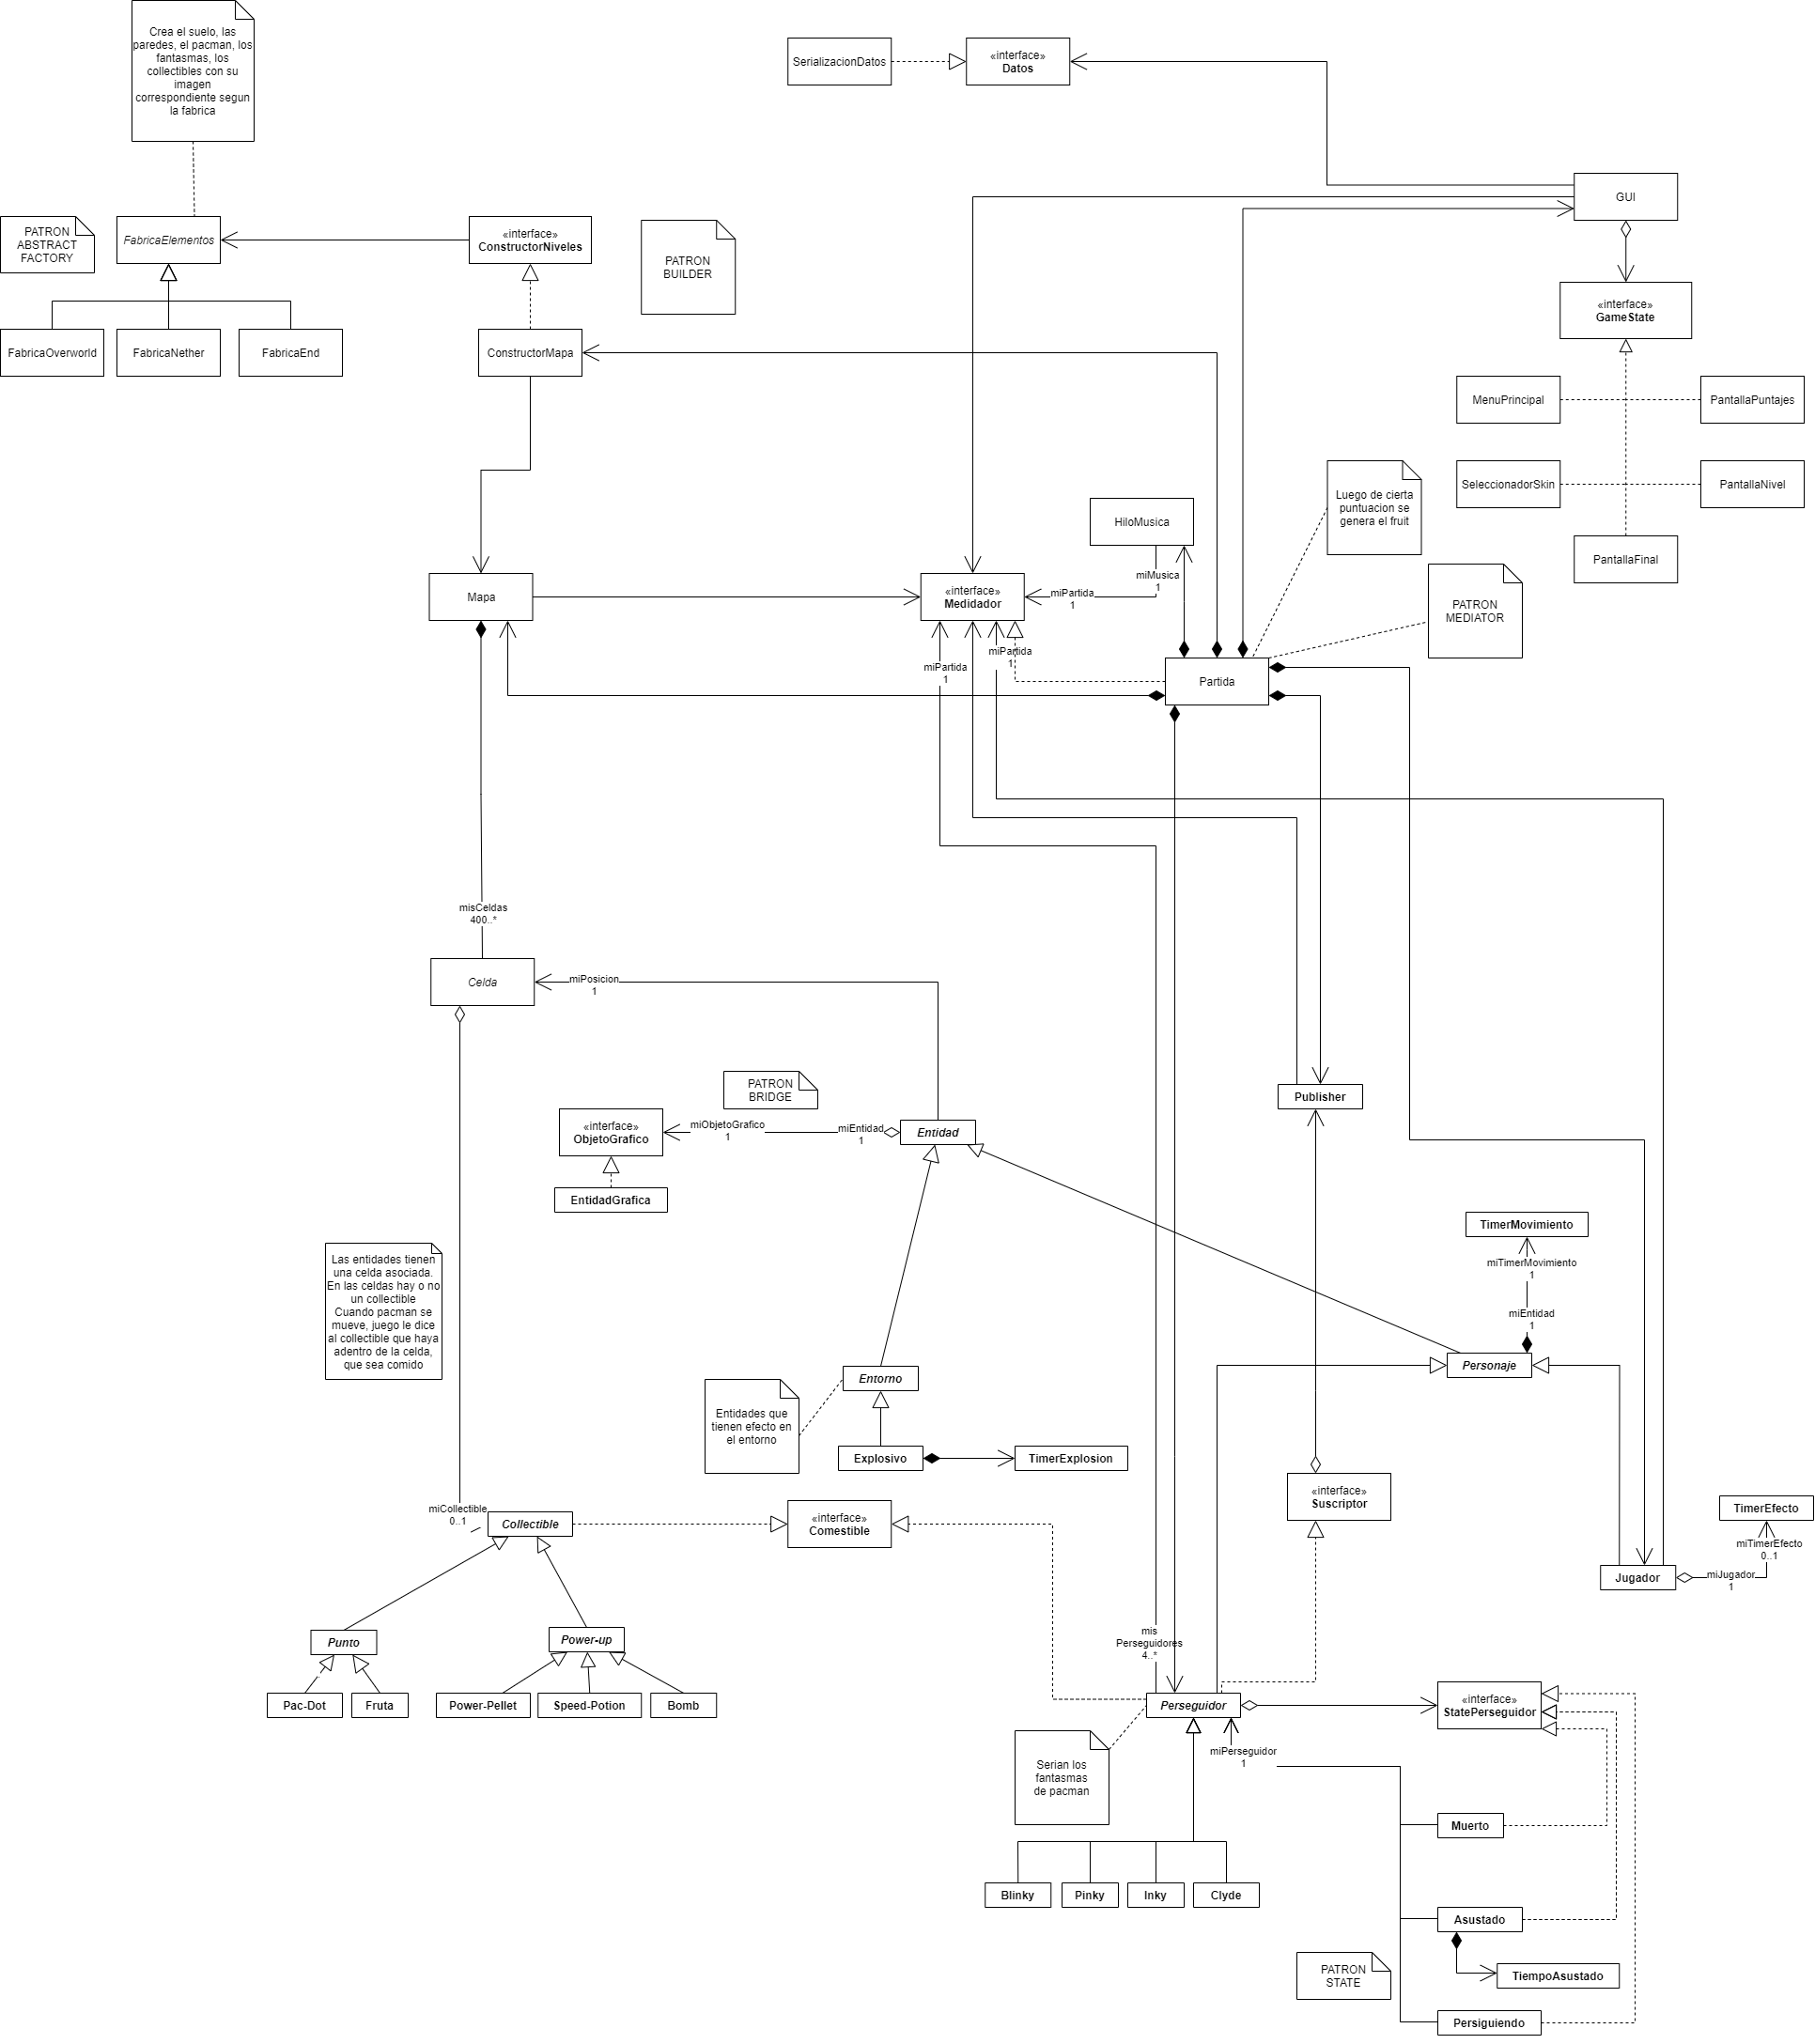 Crea el suelo, las
paredes, el pacman, los
fantasmas, los
collectibles con su
imagen
correspondiente segun
la fabrica
SerializacionDatos
«interface»
Datos
GUI
PATRON
ABSTRACT
FACTORY
FabricaElementos
«interface»
ConstructorNiveles
PATRON
BUILDER
«interface»
GameState
FabricaOverworld
FabricaNether
FabricaEnd
ConstructorMapa
MenuPrincipal
PantallaPuntajes
SeleccionadorSkin
PantallaNivel
PantallaFinal
Luego de cierta
puntuacion se
genera el fruit
HiloMusica
miMusica
1
miPartida
1
Mapa
«interface»
Medidador
PATRON
MEDIATOR
miPartida
1
miPartida
1
Partida
misCeldas
400..*
Celda
miPosicion
1
PATRON
BRIDGE
«interface»
ObjetoGrafico
miObjetoGrafico
1
miEntidad
1
Entidad
EntidadGrafica
Publisher
TimerMovimiento
miTimerMovimiento
1
miEntidad
1
Personaje
Las entidades tienen
una celda asociada.
En las celdas hay o no
un collectible
Cuando pacman se
mueve, juego le dice
al collectible que haya
adentro de la celda,
que sea comido
Entorno
Entidades que
tienen efecto en
el entorno
Explosivo
TimerExplosion
«interface»
Suscriptor
miCollectible
0..1
Collectible
«interface»
Comestible
TimerEfecto
miTimerEfecto
0..1
Jugador
miJugador
1
Punto
Power-up
Pac-Dot
Fruta
Power-Pellet
Speed-Potion
Bomb
mis
Perseguidores
4..*
Perseguidor
«interface»
StatePerseguidor
miPerseguidor
1
Serian los
fantasmas
de pacman
Muerto
Blinky
Pinky
Inky
Clyde
Asustado
PATRON
STATE
TiempoAsustado
Persiguiendo